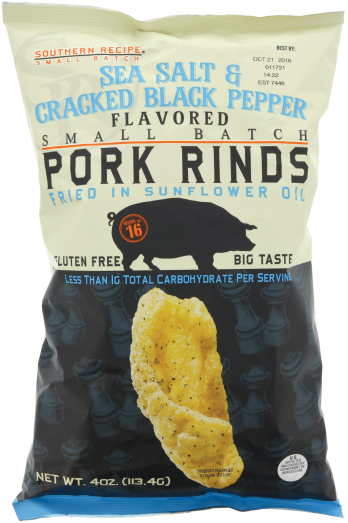 SOUTHERN RECIPE®
SMALL BATCH
BEST BY:
OCT 21 2016
011721
14:22
EST 7446
SEA SALT &
CRACKED BLACK PEPPER
FLAVORED
SMALL BATCH
PORK RINDS
FRIED IN SUNFLOWER OIL
'16
GLUTEN FREE
BIG TASTE
LESS THAN 1G TOTAL CARBOHYDRATE PER SERVING
NET WT. 4OZ. (113.4G)